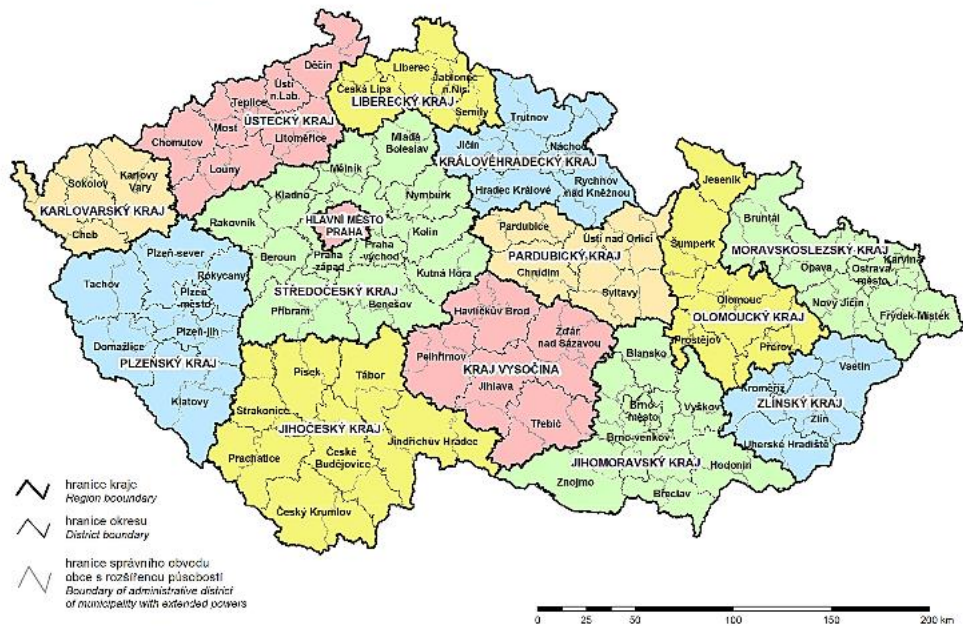 Děčín
Ústí
n.Lab.
Teplice
ÚSTECKÝ KRAJ
Most
Litoměřice
Chomutov
Louny
Liberec
Česká Lípa
Jablonec
n.Nis.
LIBERECKÝ KRAJ
Semily
Trutnov
Jičín
Náchod
KRÁLOVÉHRADECKÝ KRAJ
Hradec Králové
Rychnov
nad Kněžnou
Karlovy
Vary
Sokolov
KARLOVARSKÝ KRAJ
Cheb
Mladá
Boleslav
Mělník
Kladno
Nymburk
Rakovník
HLAVNÍ MĚSTO
PRAHA
Kolín
Beroun
Praha
západ
Praha
východ
Kutná Hora
STŘEDOČESKÝ KRAJ
Benešov
Příbram
Pardubice
Ústí nad Orlicí
PARDUBICKÝ KRAJ
Chrudim
Svitavy
Jeseník
Šumperk
Olomouc
OLOMOUCKÝ KRAJ
Prostějov
Přerov
Bruntál
MORAVSKOSLEZSKÝ KRAJ
Karviná
Opava
Ostrava-
město
Nový Jičín
Frýdek-Místek
Plzeň-sever
Rokycany
Tachov
Plzeň
-město
Plzeň-jih
Domažlice
PLZEŇSKÝ KRAJ
Klatovy
Havlíčkův Brod
Žďár
nad Sázavou
Pelhřimov
KRAJ VYSOČINA
Jihlava
Třebíč
Písek
Tábor
Strakonice
JIHOČESKÝ KRAJ
Jindřichův Hradec
Prachatice
České
Budějovice
Český Krumlov
Blansko
Brno-
město
Vyškov
Brno-venkov
JIHOMORAVSKÝ KRAJ
Hodonín
Znojmo
Břeclav
Vsetín
Kroměříž
ZLÍNSKÝ KRAJ
Zlín
Uherské Hradiště
hranice kraje
Region boundary
hranice okresu
District boundary
hranice správního obvodu
obce s rozšířenou působostí
Boundary of administrative district
of municipality with extended powers
0 25 50 100 150 200 km